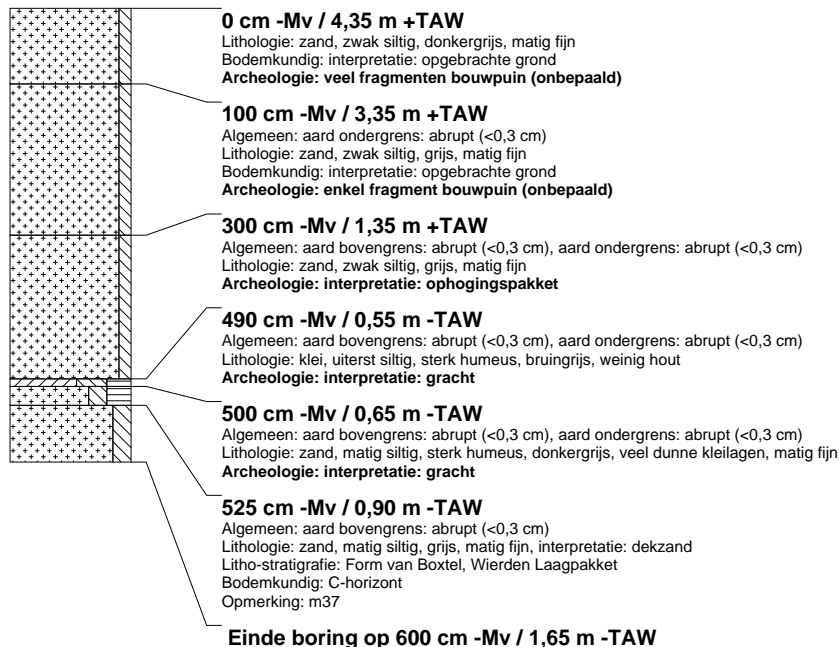 0 cm -Mv / 4,35 m +TAW
Lithologie: zand, zwak siltig, donkergrijs, matig fijn
Bodemkundig: interpretatie: opgebrachte grond
Archeologie: veel fragmenten bouwpuin (onbepaald)
100 cm -Mv / 3,35 m +TAW
Algemeen: aard ondergrens: abrupt (<0,3 cm)
Lithologie: zand, zwak siltig, grijs, matig fijn
Bodemkundig: interpretatie: opgebrachte grond
Archeologie: enkel fragment bouwpuin (onbepaald)
300 cm -Mv / 1,35 m +TAW
Algemeen: aard bovengrens: abrupt (<0,3 cm), aard ondergrens: abrupt (<0,3 cm)
Lithologie: zand, zwak siltig, grijs, matig fijn
Archeologie: interpretatie: ophogingspakket
490 cm -Mv / 0,55 m -TAW
Algemeen: aard bovengrens: abrupt (<0,3 cm), aard ondergrens: abrupt (<0,3 cm)
Lithologie: klei, uiterst siltig, sterk humeus, bruingrijs, weinig hout
Archeologie: interpretatie: gracht
500 cm -Mv / 0,65 m -TAW
Algemeen: aard bovengrens: abrupt (<0,3 cm), aard ondergrens: abrupt (<0,3 cm)
Lithologie: zand, matig siltig, sterk humeus, donkergrijs, veel dunne kleilagen, matig fijn
Archeologie: interpretatie: gracht
525 cm -Mv / 0,90 m -TAW
Algemeen: aard bovengrens: abrupt (<0,3 cm)
Lithologie: zand, matig siltig, grijs, matig fijn, interpretatie: dekzand
Litho-stratigrafie: Form van Boxtel, Wierden Laagpakket
Bodemkundig: C-horizont
Opmerking: m37
Einde boring op 600 cm -Mv / 1,65 m -TAW